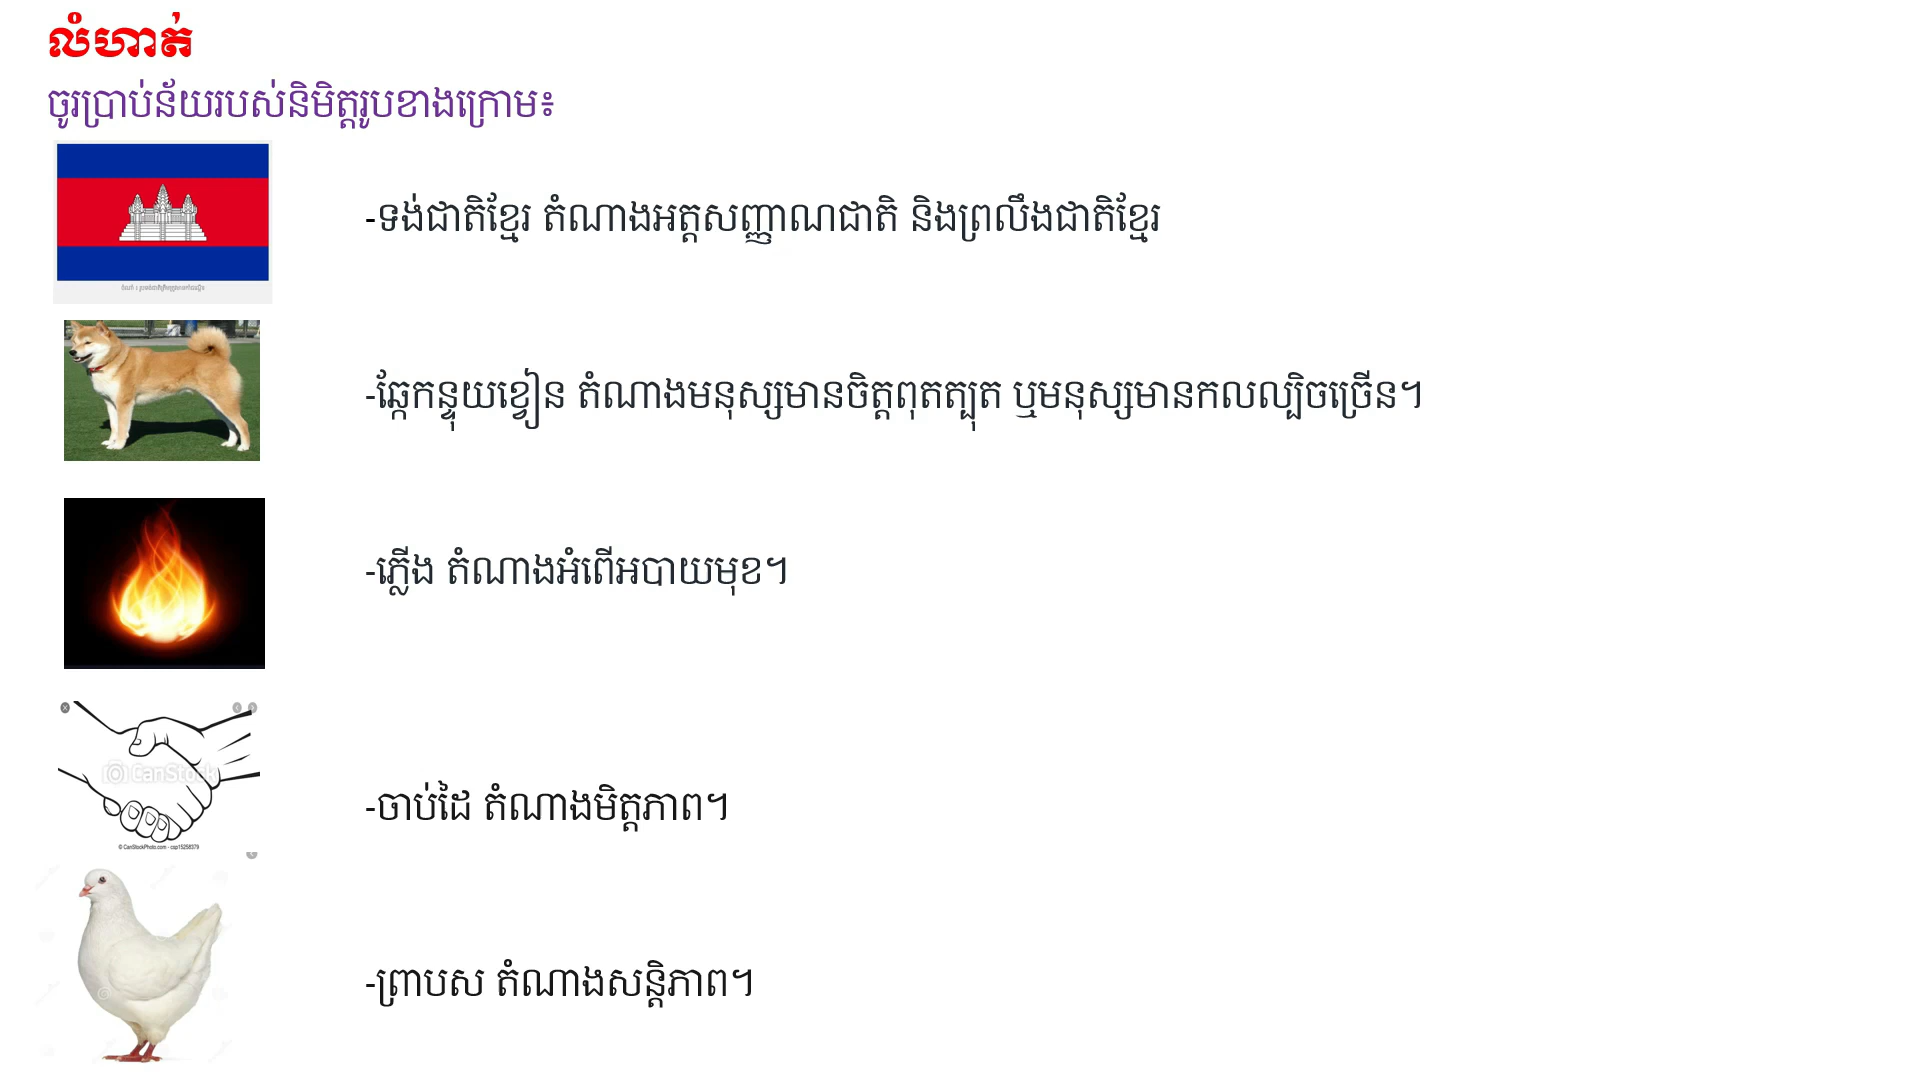 លំហាត់
ចូរប្រាប់ន័យរបស់និមិត្តរូបខាងក្រោម៖
-ទង់ជាតិខ្មែរ តំណាងអត្តសញ្ញាណជាតិ និងព្រលឹងជាតិខ្មែរ
-ឆ្កែកន្ទុយខ្វៀន តំណាងមនុស្សមានចិត្តពុតត្បុត ឬមនុស្សមានកលល្បិចច្រើន។
-ភ្លើង តំណាងអំពើអបាយមុខ។
CanStock
© CanStockPhoto.com - csp15258379
-ចាប់ដៃ តំណាងមិត្តភាព។
-ព្រាបស តំណាងសន្តិភាព។